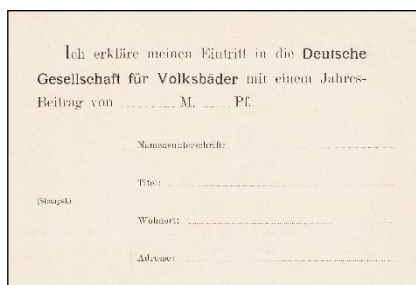 Ich erkläre meinen Eintritt in die Deutsche
Gesellschaft für Volksbäder mit einem Jahres-
Beitrag von ........ M. ........ Pf.
Namensunterschrift: ........
Titel: ........
(Stempel.)
Wohnort: ........
Adresse: ........